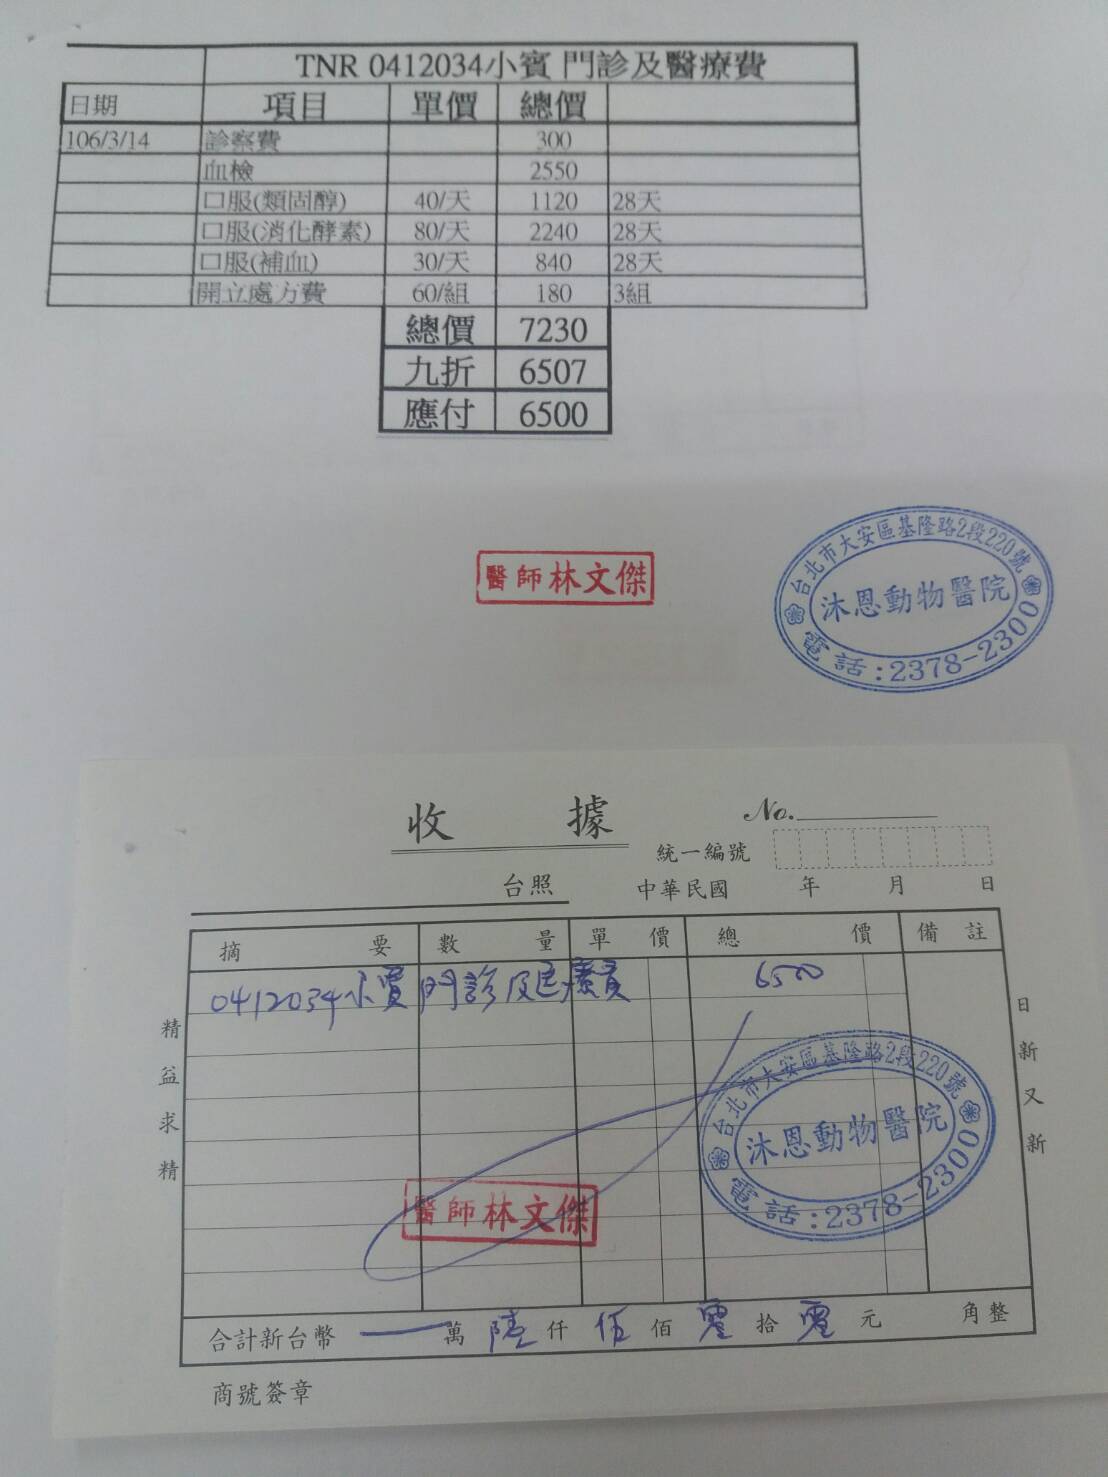 TNR 0412034小賓 門診及醫療費
日期 項目 單價 總價
106/3/14 診察費 300
血檢 2550
口服(類固醇) 40/天 1120 28天
口服(消化酵素) 80/天 2240 28天
口服(補血) 30/天 840 28天
開立處方費 60/組 180 3組
總價 7230
九折 6507
應付 6500
醫師林文傑
台北市大安區基隆路2段220號
沐恩動物醫院
電話:2378-2300
收據
No.
統一編號
台照 中華民國 年 月 日
摘要 數量 單價 總價 備註
0412034小賓 門診及医療費 6500
精益求精
日新又新
台北市大安區基隆路2段220號
沐恩動物醫院
電話:2378-2300
醫師林文傑
合計新台幣 一萬陸仟伍佰零拾零元 角整
商號簽章